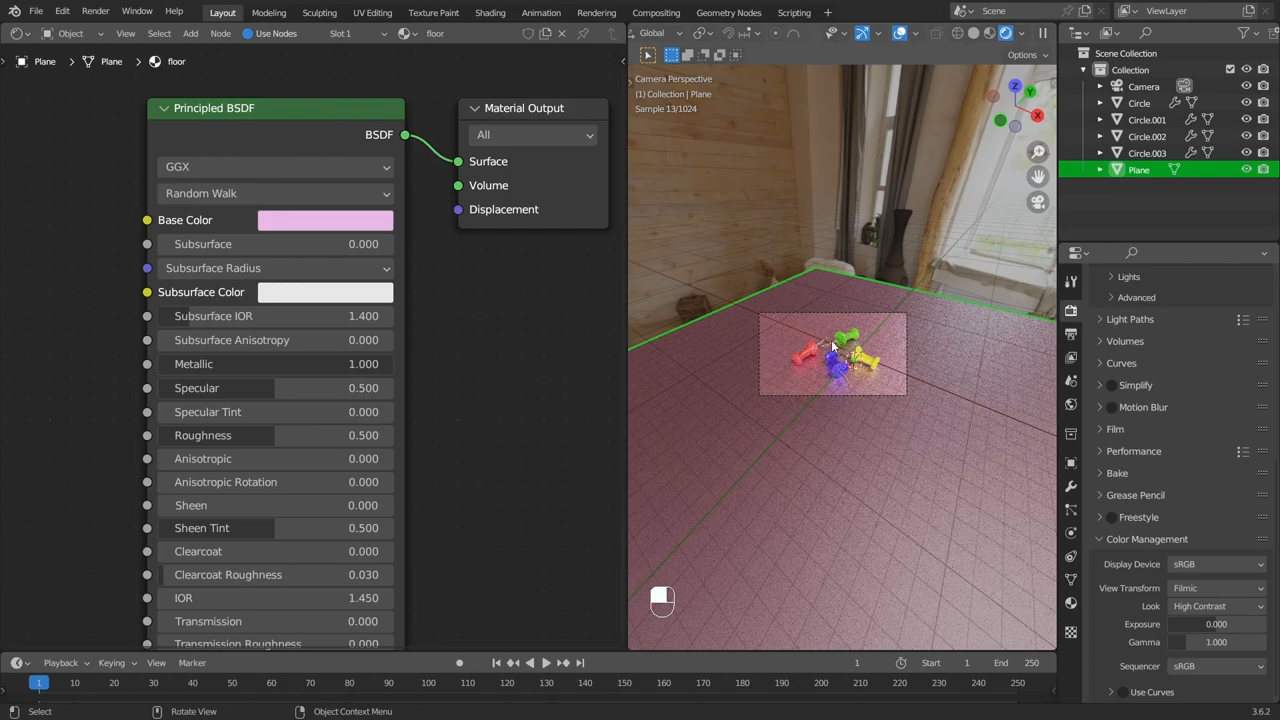 File Edit Render Window Help Layout Modeling Sculpting UV Editing Texture Paint Shading Animation Rendering Compositing Geometry Nodes Scripting + Scene ViewLayer
Object View Select Add Node Use Nodes Slot 1 floor Global
Options
Plane > Plane > floor
Principled BSDF
BSDF
GGX
Random Walk
Base Color
Subsurface 0.000
Subsurface Radius
Subsurface Color
Subsurface IOR 1.400
Subsurface Anisotropy 0.000
Metallic 1.000
Specular 0.500
Specular Tint 0.000
Roughness 0.500
Anisotropic 0.000
Anisotropic Rotation 0.000
Sheen 0.000
Sheen Tint 0.500
Clearcoat 0.000
Clearcoat Roughness 0.030
IOR 1.450
Transmission 0.000
Transmission Roughness 0.000
Material Output
All
Surface
Volume
Displacement
Camera Perspective
(1) Collection | Plane
Sample 13/1024
Z
Y
X
Scene Collection
Collection
Camera
Circle
Circle.001
Circle.002
Circle.003
Plane
Lights
Advanced
Light Paths
Volumes
Curves
Simplify
Motion Blur
Film
Performance
Bake
Grease Pencil
Freestyle
Color Management
Display Device sRGB
View Transform Filmic
Look High Contrast
Exposure 0.000
Gamma 1.000
Sequencer sRGB
Use Curves
Playback Keying View Marker 1 Start 1 End 250
1 10 20 30 40 50 60 70 80 90 100 110 120 130 140 150 160 170 180 190 200 210 220 230 240 250
Select Rotate View Object Context Menu 3.6.2